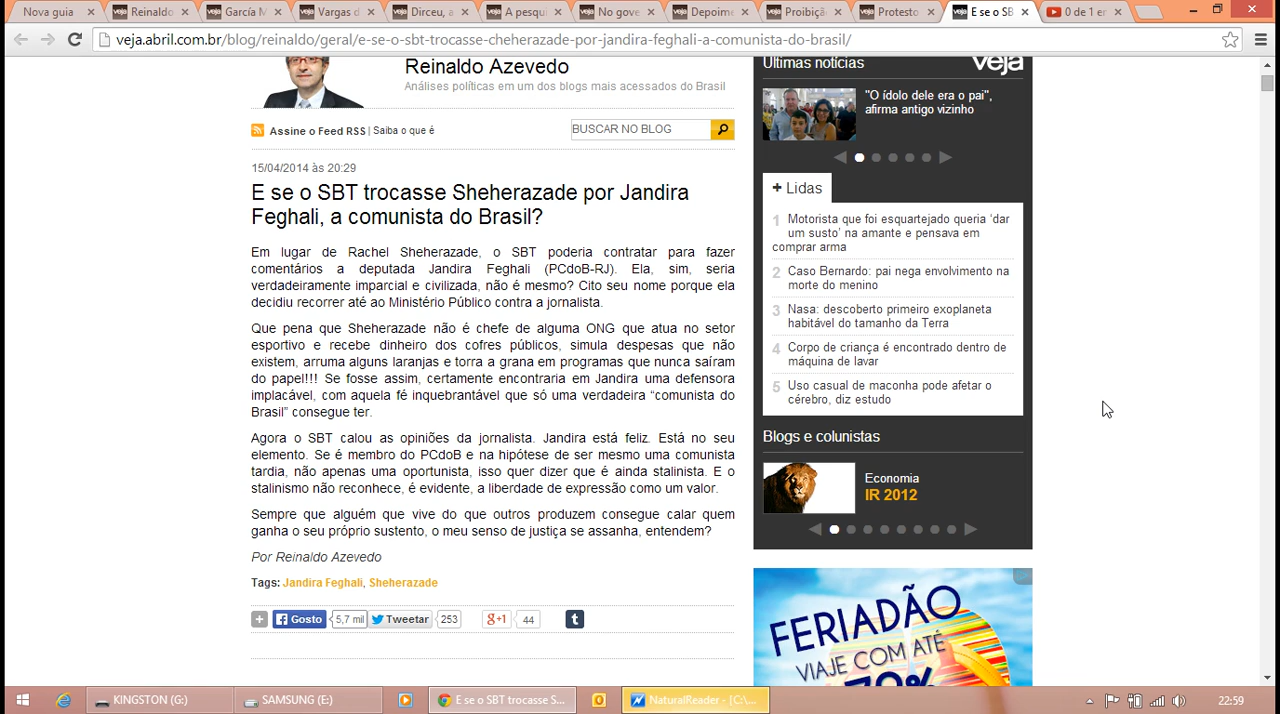 Nova guia
Reinaldo
García M
Vargas d
Dirceu, a
A pesqu
No gove
Depoime
Proibiçã
Protesto
E se o SB
0 de 1 er
veja.abril.com.br/blog/reinaldo/geral/e-se-o-sbt-trocasse-cheherazade-por-jandira-feghali-a-comunista-do-brasil/
Reinaldo Azevedo
Análises políticas em um dos blogs mais acessados do Brasil
Assine o Feed RSS | Saiba o que é
BUSCAR NO BLOG
15/04/2014 às 20:29
E se o SBT trocasse Sheherazade por Jandira
Feghali, a comunista do Brasil?
Em lugar de Rachel Sheherazade, o SBT poderia contratar para fazer
comentários a deputada Jandira Feghali (PCdoB-RJ). Ela, sim, seria
verdadeiramente imparcial e civilizada, não é mesmo? Cito seu nome porque ela
decidiu recorrer até ao Ministério Público contra a jornalista.
Que pena que Sheherazade não é chefe de alguma ONG que atua no setor
esportivo e recebe dinheiro dos cofres públicos, simula despesas que não
existem, arruma alguns laranjas e torra a grana em programas que nunca saíram
do papel!!! Se fosse assim, certamente encontraria em Jandira uma defensora
implacável, com aquela fé inquebrantável que só uma verdadeira “comunista do
Brasil” consegue ter.
Agora o SBT calou as opiniões da jornalista. Jandira está feliz. Está no seu
elemento. Se é membro do PCdoB e na hipótese de ser mesmo uma comunista
tardia, não apenas uma oportunista, isso quer dizer que é ainda stalinista. E o
stalinismo não reconhece, é evidente, a liberdade de expressão como um valor.
Sempre que alguém que vive do que outros produzem consegue calar quem
ganha o seu próprio sustento, o meu senso de justiça se assanha, entendem?
Por Reinaldo Azevedo
Tags: Jandira Feghali, Sheherazade
Gosto 5,7 mil Tweetar 253 g+1 44 t
Últimas notícias veja
"O ídolo dele era o pai",
afirma antigo vizinho
+ Lidas
1 Motorista que foi esquartejado queria ‘dar
um susto’ na amante e pensava em
comprar arma
2 Caso Bernardo: pai nega envolvimento na
morte do menino
3 Nasa: descoberto primeiro exoplaneta
habitável do tamanho da Terra
4 Corpo de criança é encontrado dentro de
máquina de lavar
5 Uso casual de maconha pode afetar o
cérebro, diz estudo
Blogs e colunistas
Economia
IR 2012
FERIADÃO
VIAJE COM ATÉ
70%
KINGSTON (G:)
SAMSUNG (E:)
E se o SBT trocasse S...
NaturalReader - [C:\...
22:59